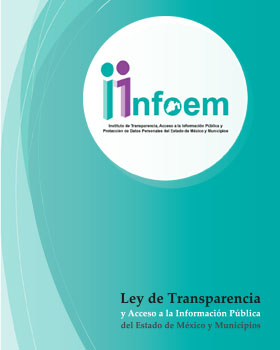 infoem
Instituto de Transparencia, Acceso a la Información Pública y
Protección de Datos Personales del Estado de México y Municipios
Ley de Transparencia
y Acceso a la Información Pública
del Estado de México y Municipios